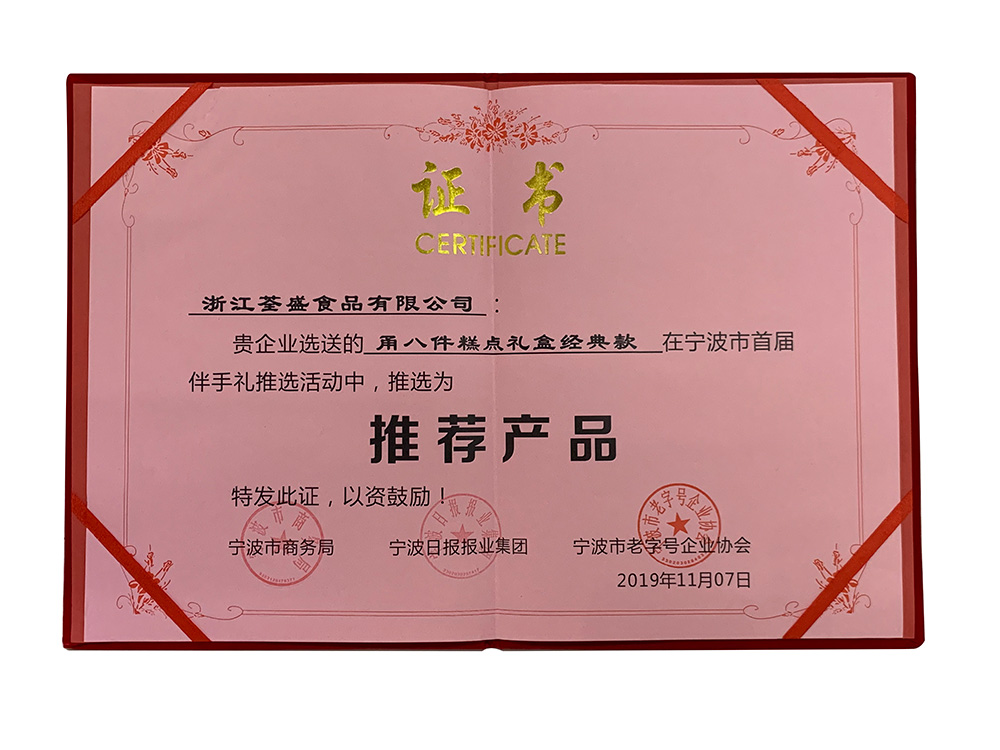 证 书
CERTIFICATE
浙江荃盛食品有限公司：
贵企业选送的 甬八件糕点礼盒经典款 在宁波市首届
伴手礼推选活动中，推选为
推荐产品
特发此证，以资鼓励！
宁波市商务局 宁波日报报业集团 宁波市老字号企业协会
2019年11月07日